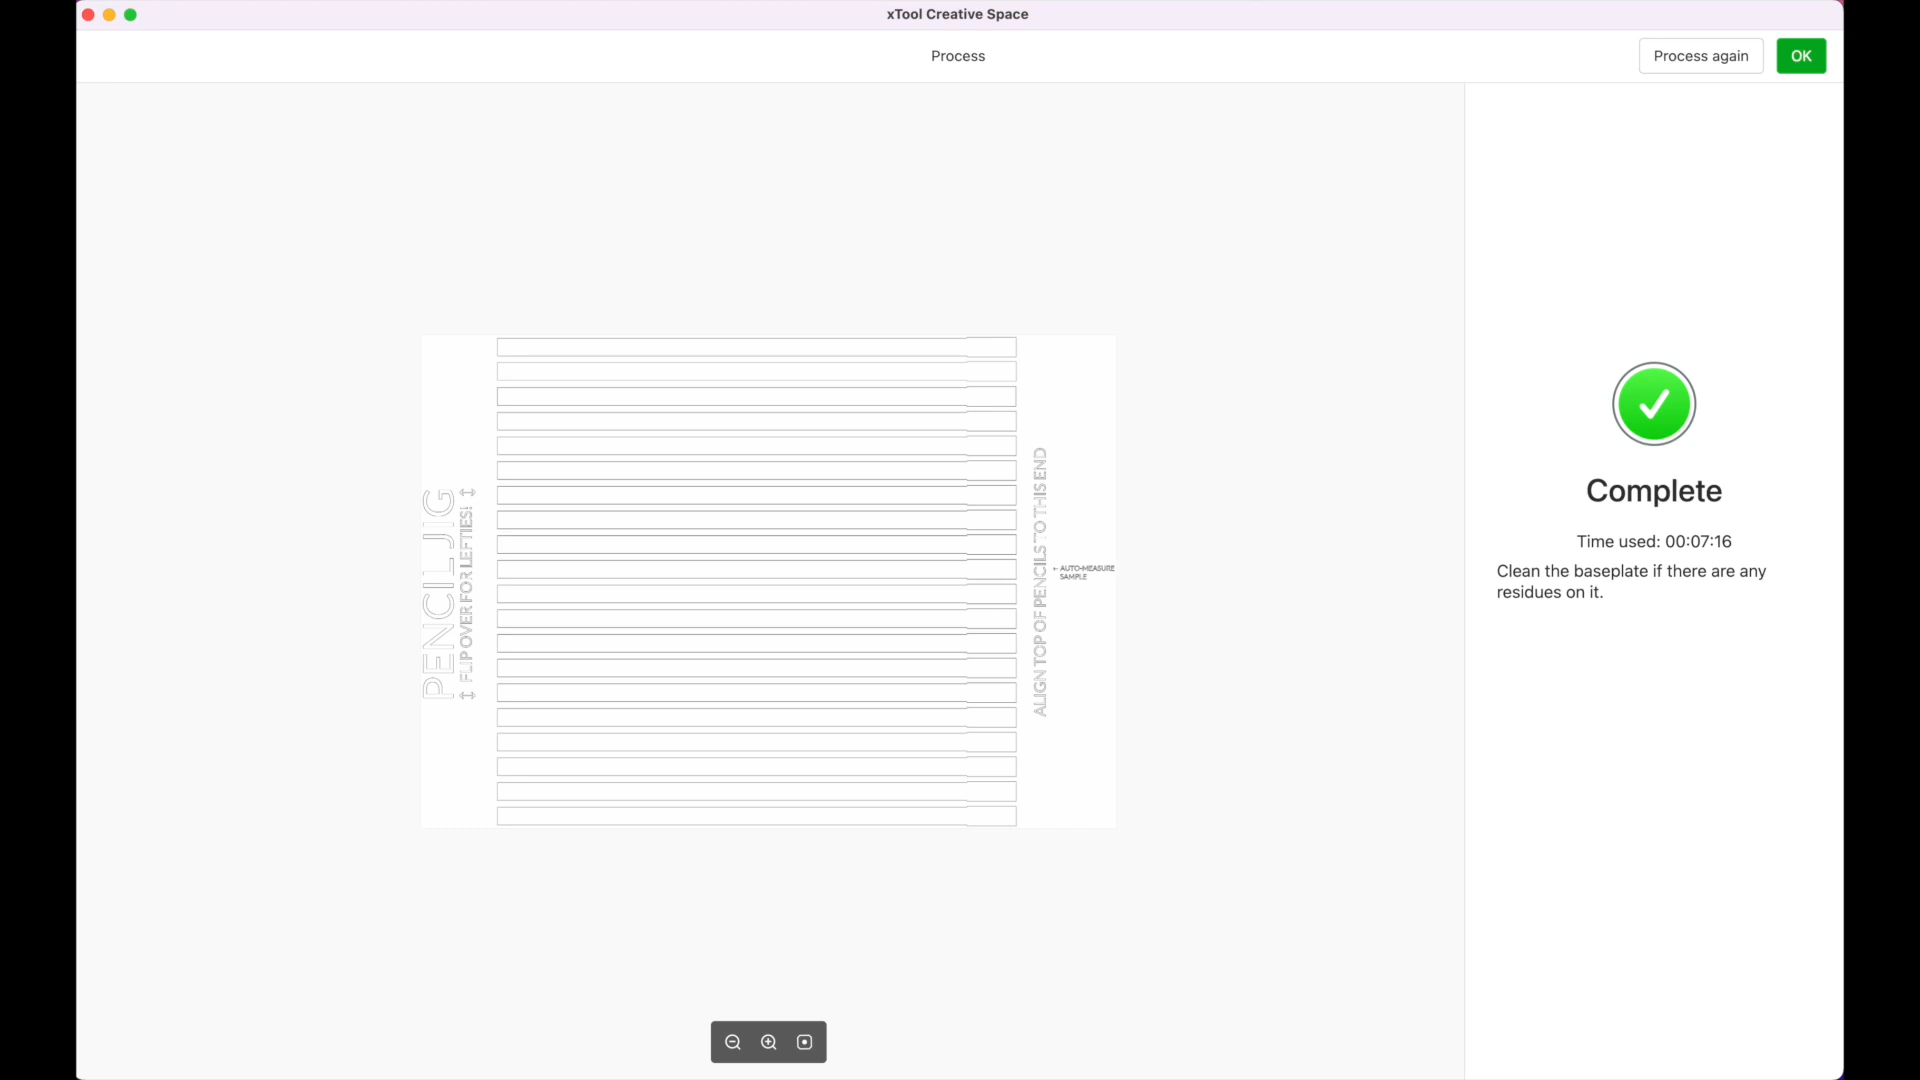 xTool Creative Space
Process
Process again
OK
PENCIL JIG
↕ FLIP OVER FOR LEFTIES! ↕
ALIGN TOP OF PENCILS TO THIS END
← AUTO-MEASURE
SAMPLE
Complete
Time used: 00:07:16
Clean the baseplate if there are any
residues on it.